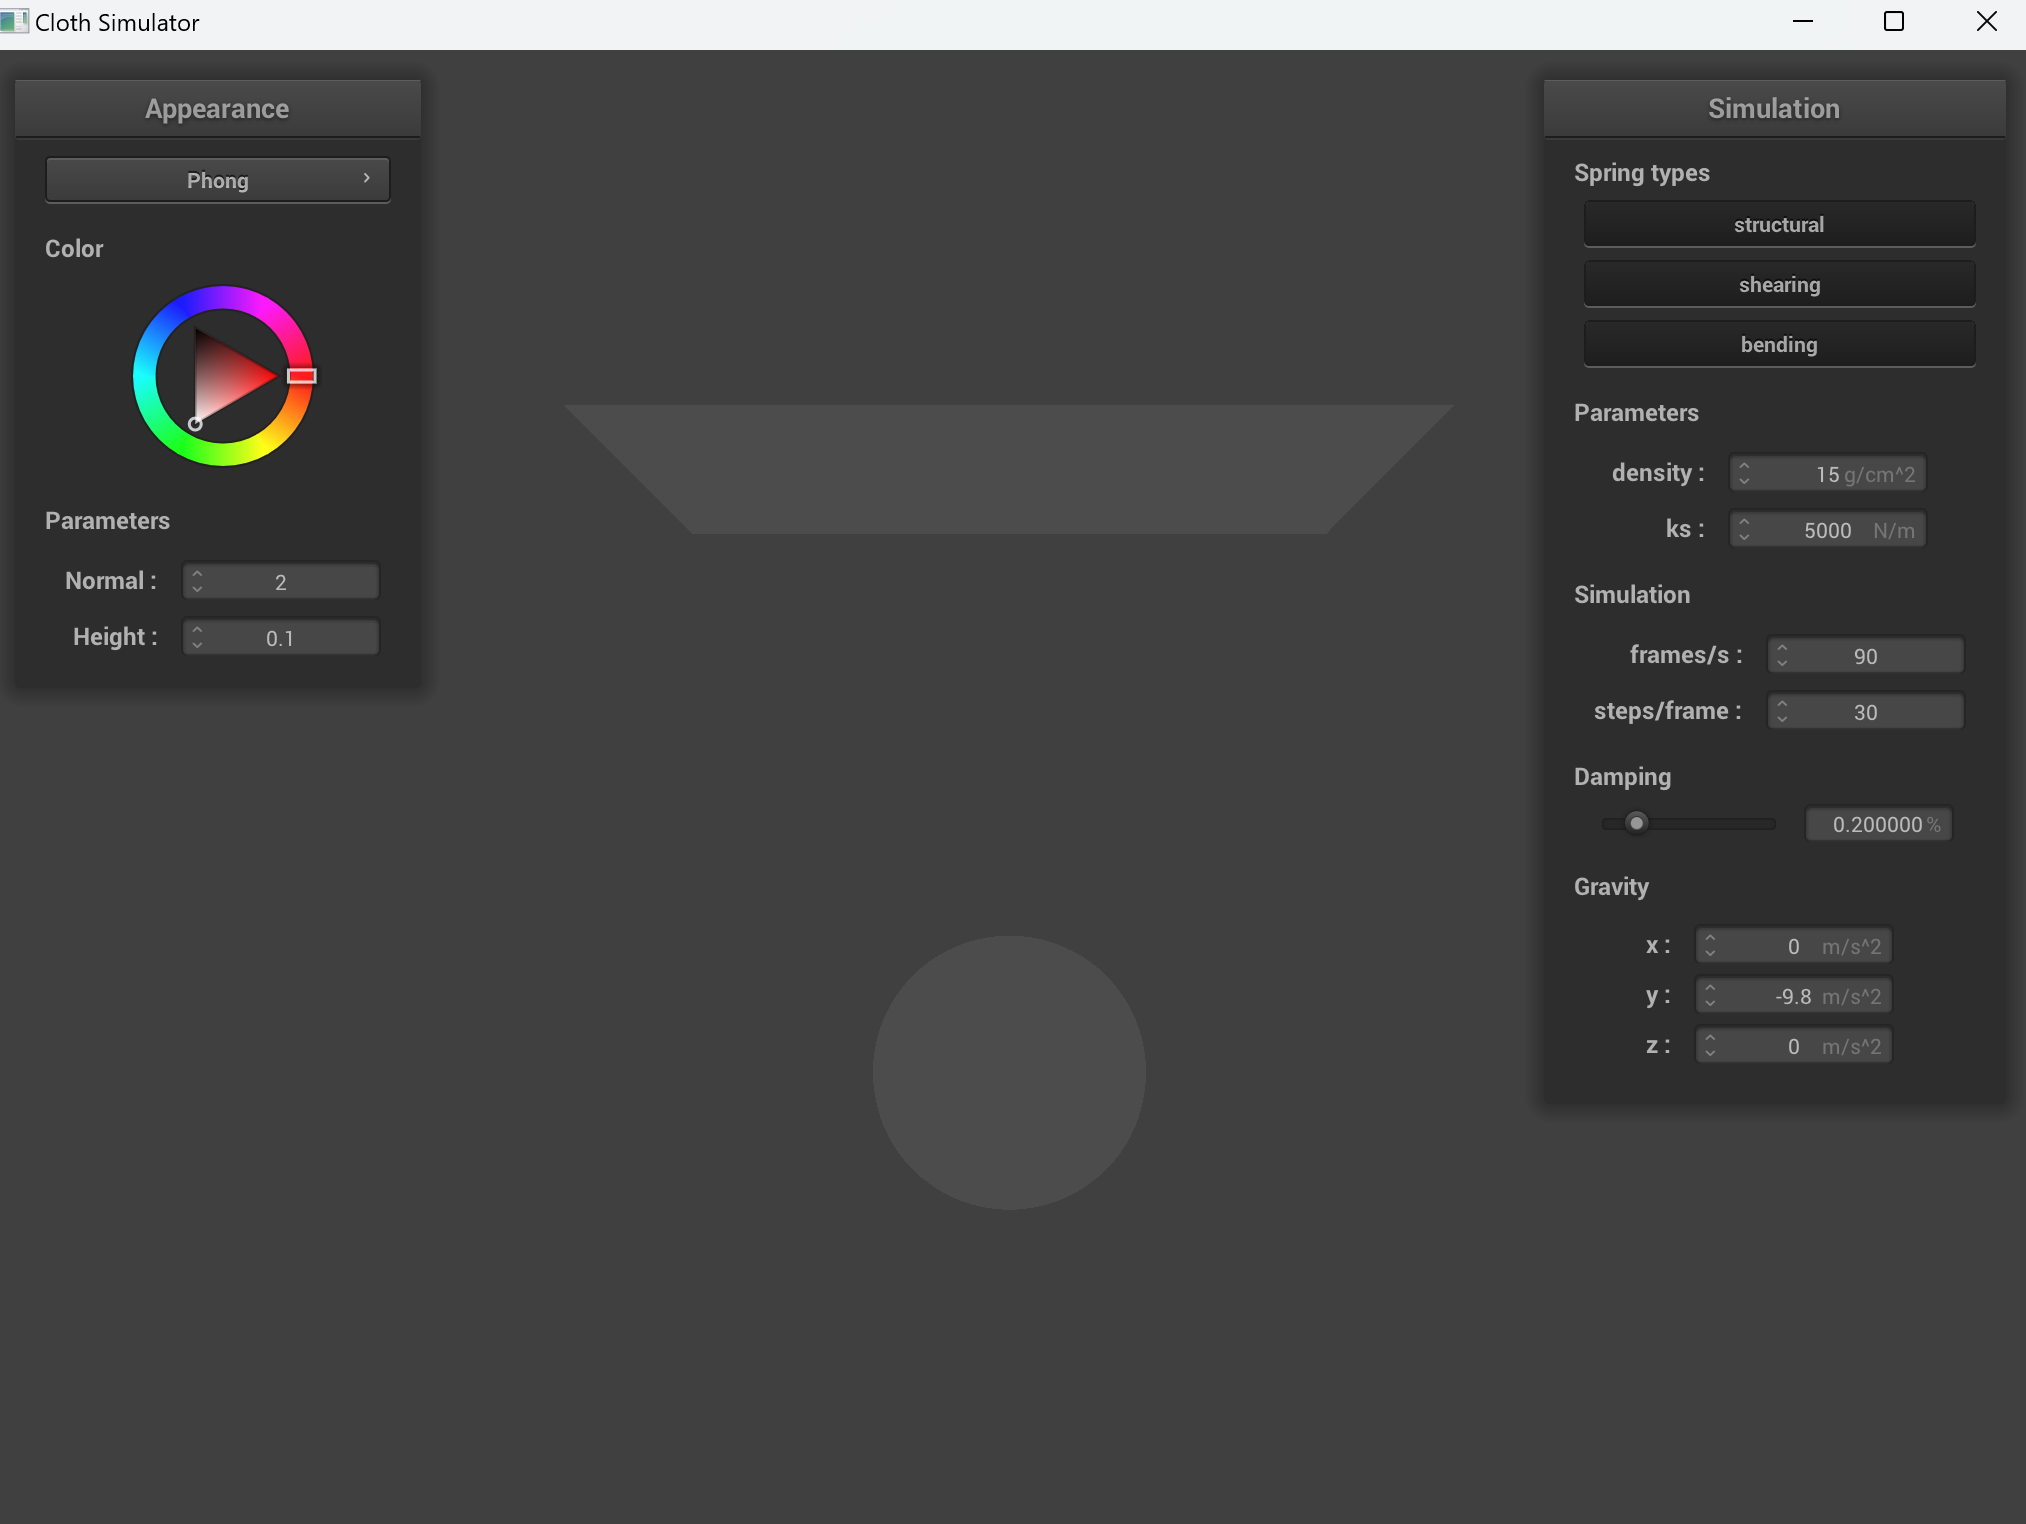 Cloth Simulator
Appearance
Phong
Color
Parameters
Normal : 2
Height : 0.1
Simulation
Spring types
structural
shearing
bending
Parameters
density : 15 g/cm^2
ks : 5000 N/m
Simulation
frames/s : 90
steps/frame : 30
Damping
0.200000 %
Gravity
x : 0 m/s^2
y : -9.8 m/s^2
z : 0 m/s^2